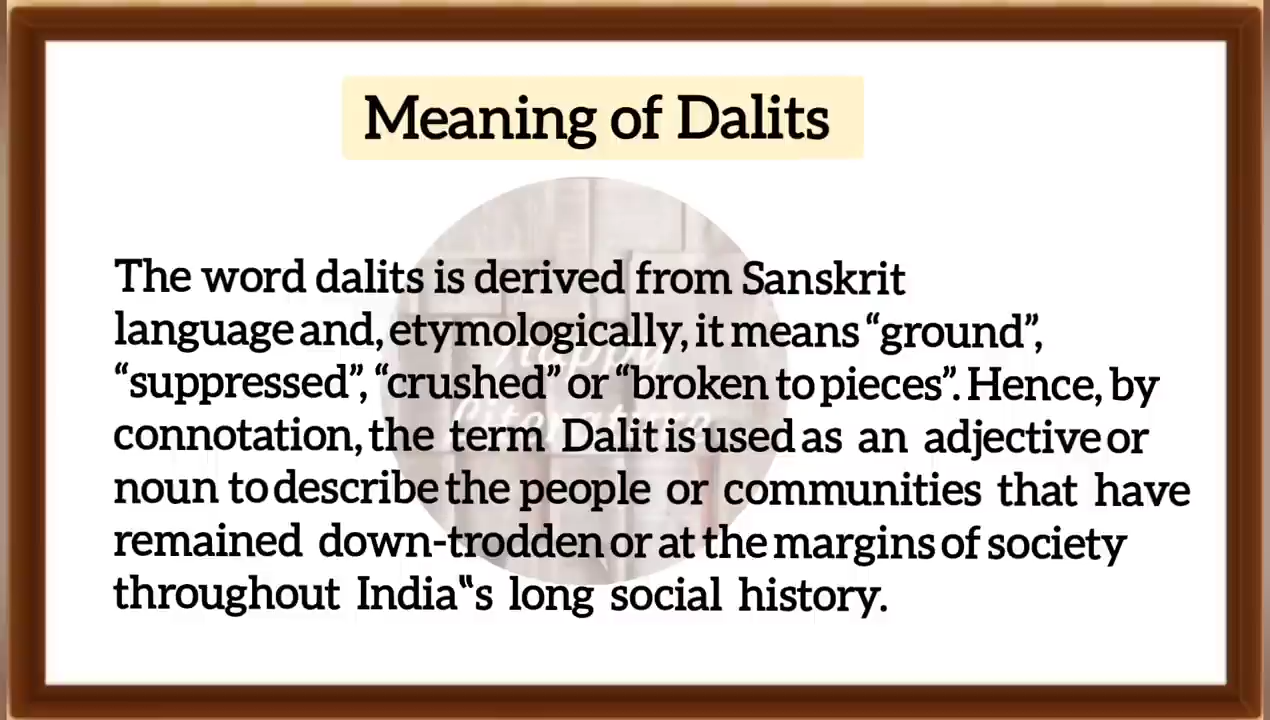 Meaning of Dalits
The word dalits is derived from Sanskrit
language and, etymologically, it means “ground”,
“suppressed”, “crushed” or “broken to pieces”. Hence, by
connotation, the term Dalit is used as an adjective or
noun to describe the people or communities that have
remained down-trodden or at the margins of society
throughout India‟s long social history.
Happy
Literature